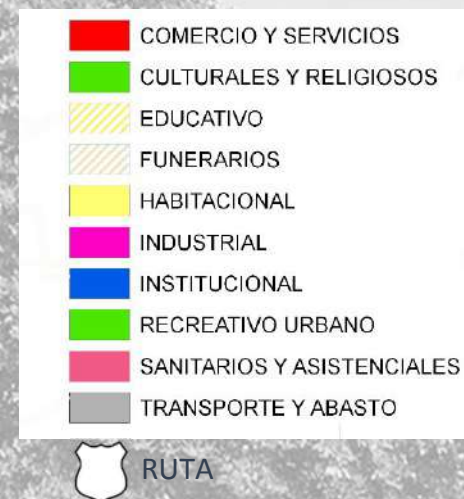 COMERCIO Y SERVICIOS
CULTURALES Y RELIGIOSOS
EDUCATIVO
FUNERARIOS
HABITACIONAL
INDUSTRIAL
INSTITUCIONAL
RECREATIVO URBANO
SANITARIOS Y ASISTENCIALES
TRANSPORTE Y ABASTO
RUTA